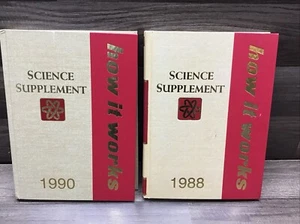 SCIENCE
SUPPLEMENT
1990
how it works
SCIENCE
SUPPLEMENT
1988
how it works